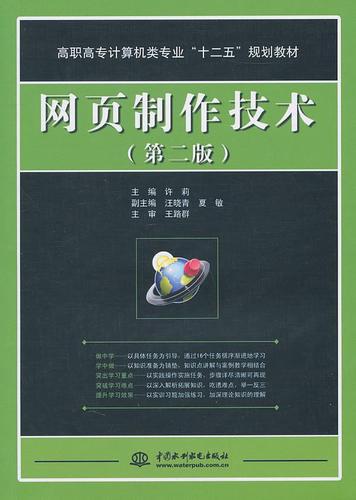 高职高专计算机类专业“十二五”规划教材
网页制作技术
（第二版）
主编 许莉
副主编 汪晓青 夏敏
主审 王路群
做中学——以具体任务为引导，通过16个任务循序渐进地学习
学中做——以知识准备为铺垫，知识点讲解与案例教学相结合
突出学习重点——以实践操作实施任务，步骤详尽清晰可再现
突破学习难点——以深入解析拓展知识，吃透难点，举一反三
提升学习效果——以实训习题加强练习，加深理论知识的理解
中国水利水电出版社
www.waterpub.com.cn